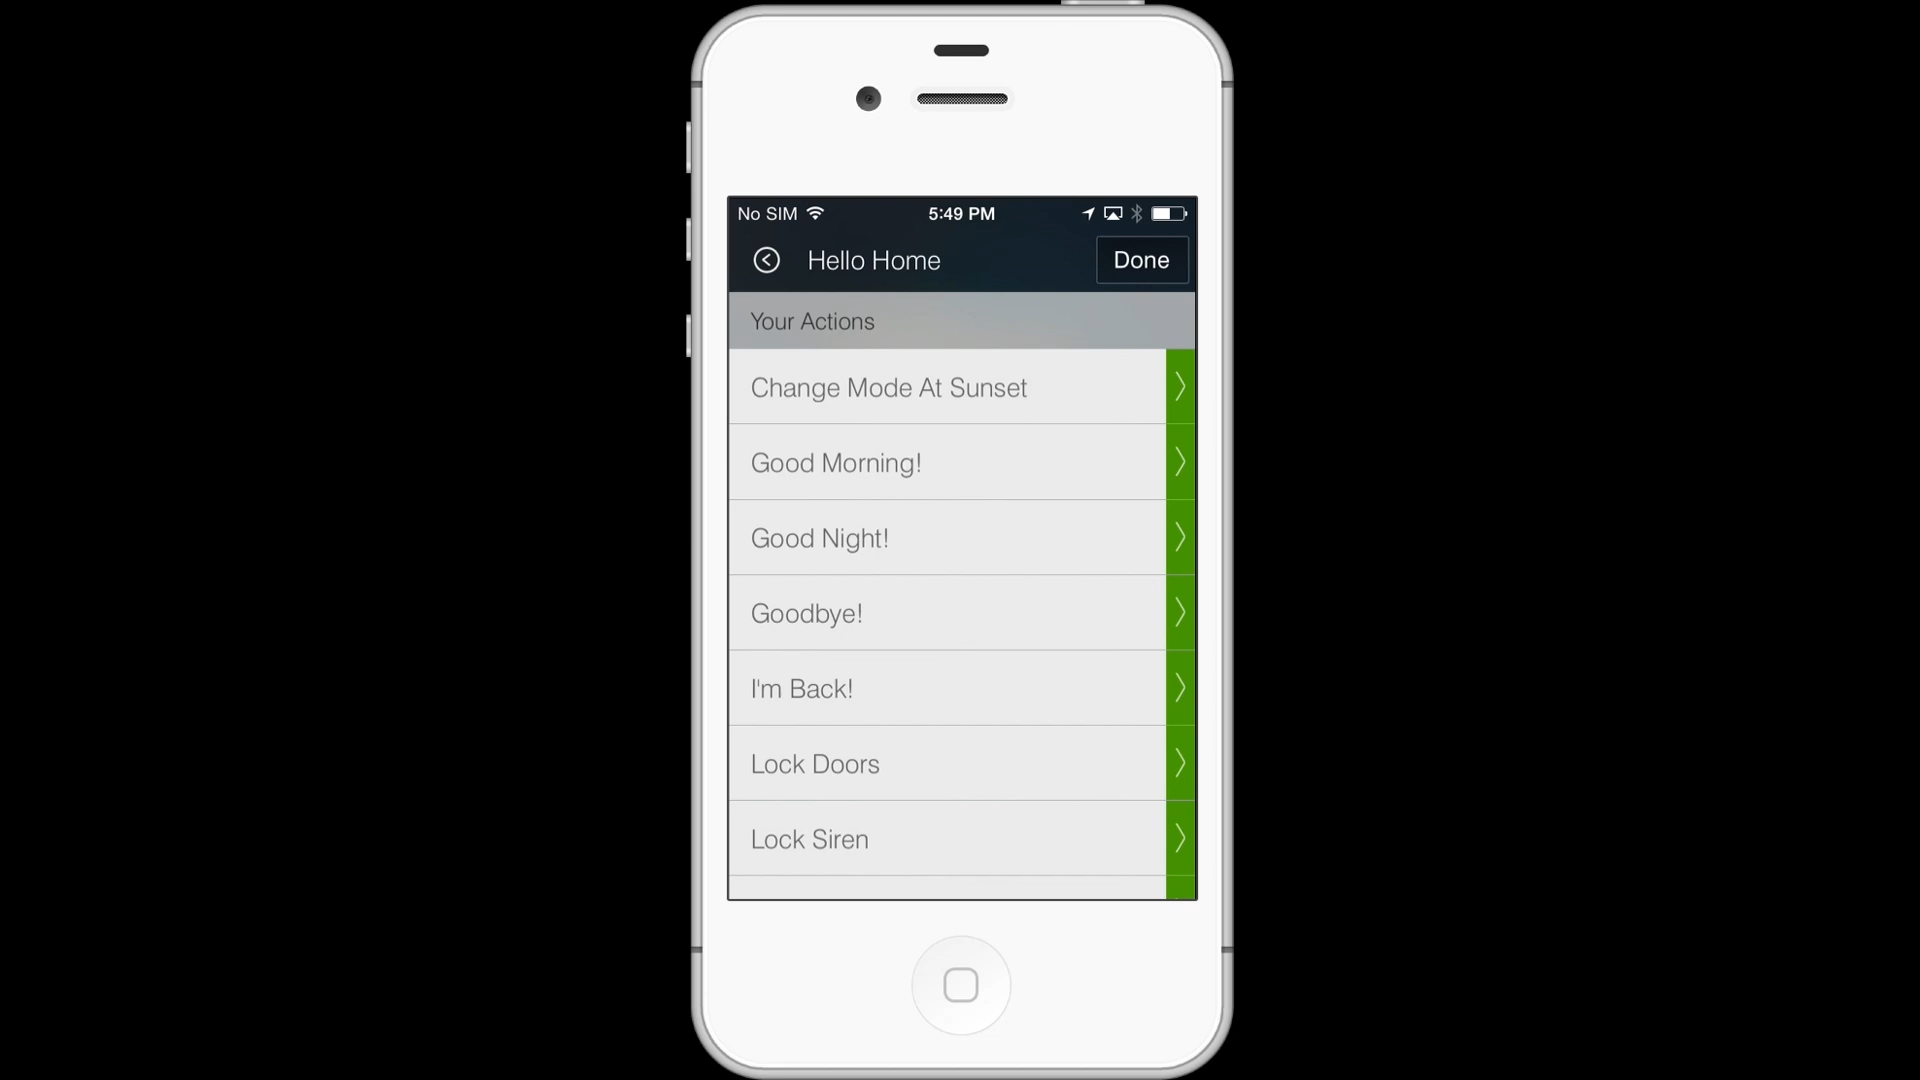 No SIM 5:49 PM
Hello Home Done
Your Actions
Change Mode At Sunset
Good Morning!
Good Night!
Goodbye!
I'm Back!
Lock Doors
Lock Siren